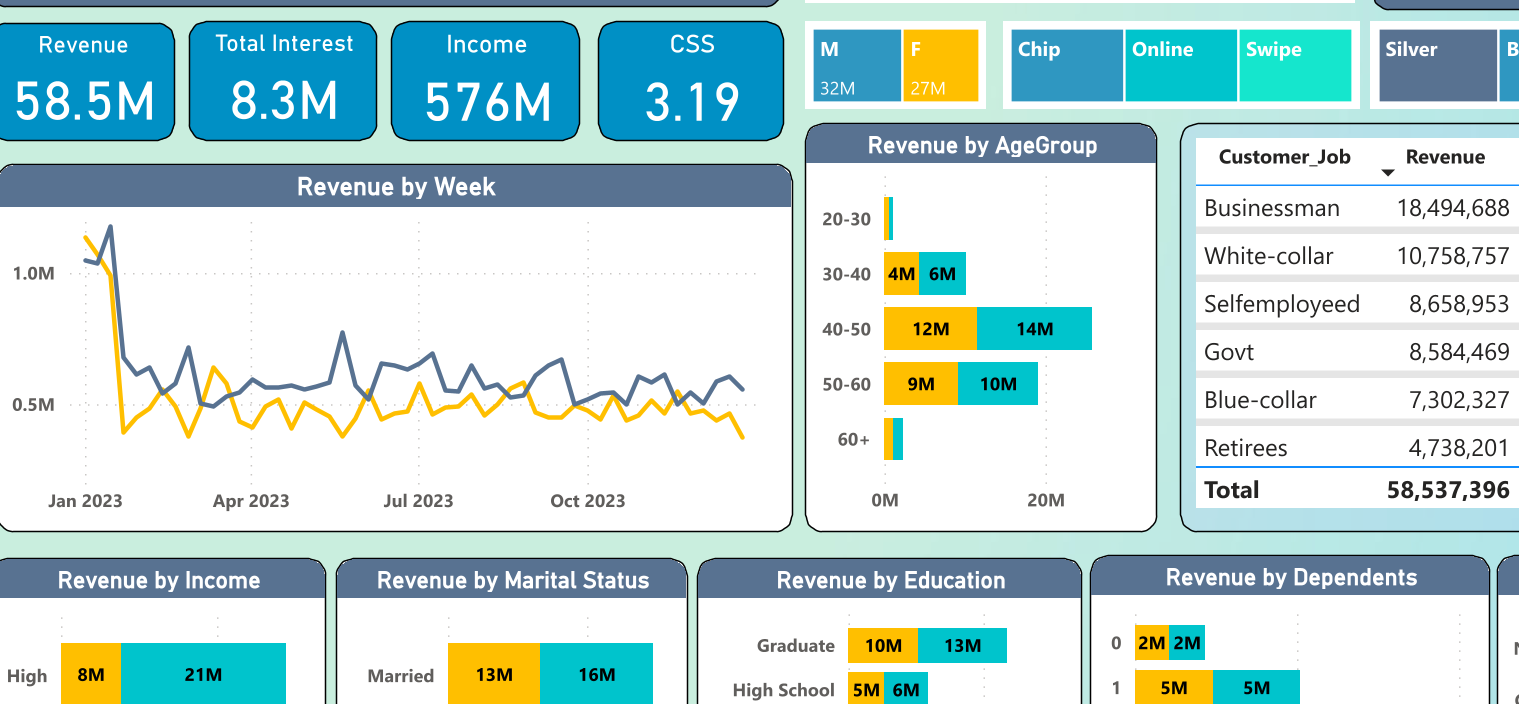 Revenue
58.5M
Total Interest
8.3M
Income
576M
CSS
3.19
M
32M
F
27M
Chip
Online
Swipe
Silver
B
Revenue by Week
1.0M
0.5M
Jan 2023 Apr 2023 Jul 2023 Oct 2023
Revenue by AgeGroup
20-30
30-40 4M 6M
40-50 12M 14M
50-60 9M 10M
60+
0M 20M
Customer_Job Revenue
Businessman 18,494,688
White-collar 10,758,757
Selfemployeed 8,658,953
Govt 8,584,469
Blue-collar 7,302,327
Retirees 4,738,201
Total 58,537,396
Revenue by Income
High 8M 21M
Revenue by Marital Status
Married 13M 16M
Revenue by Education
Graduate 10M 13M
High School 5M 6M
Revenue by Dependents
0 2M 2M
1 5M 5M